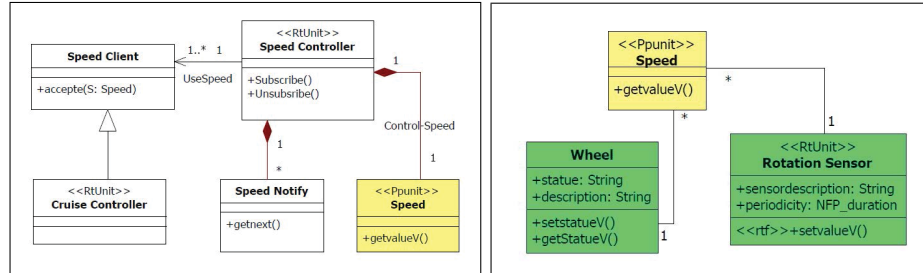 <<RtUnit>>
Speed Controller
+Subscribe()
+Unsubsribe()
Speed Client
+accepte(S: Speed)
1..* 1
UseSpeed
1
Control-Speed
1
1
*
<<RtUnit>>
Cruise Controller
Speed Notify
+getnext()
<<Ppunit>>
Speed
+getvalueV()
<<Ppunit>>
Speed
+getvalueV()
*
*
1
1
Wheel
+statue: String
+description: String
+setstatueV()
+getStatueV()
<<RtUnit>>
Rotation Sensor
+sensordescription: String
+periodicity: NFP_duration
<<rtf>>+setvalueV()